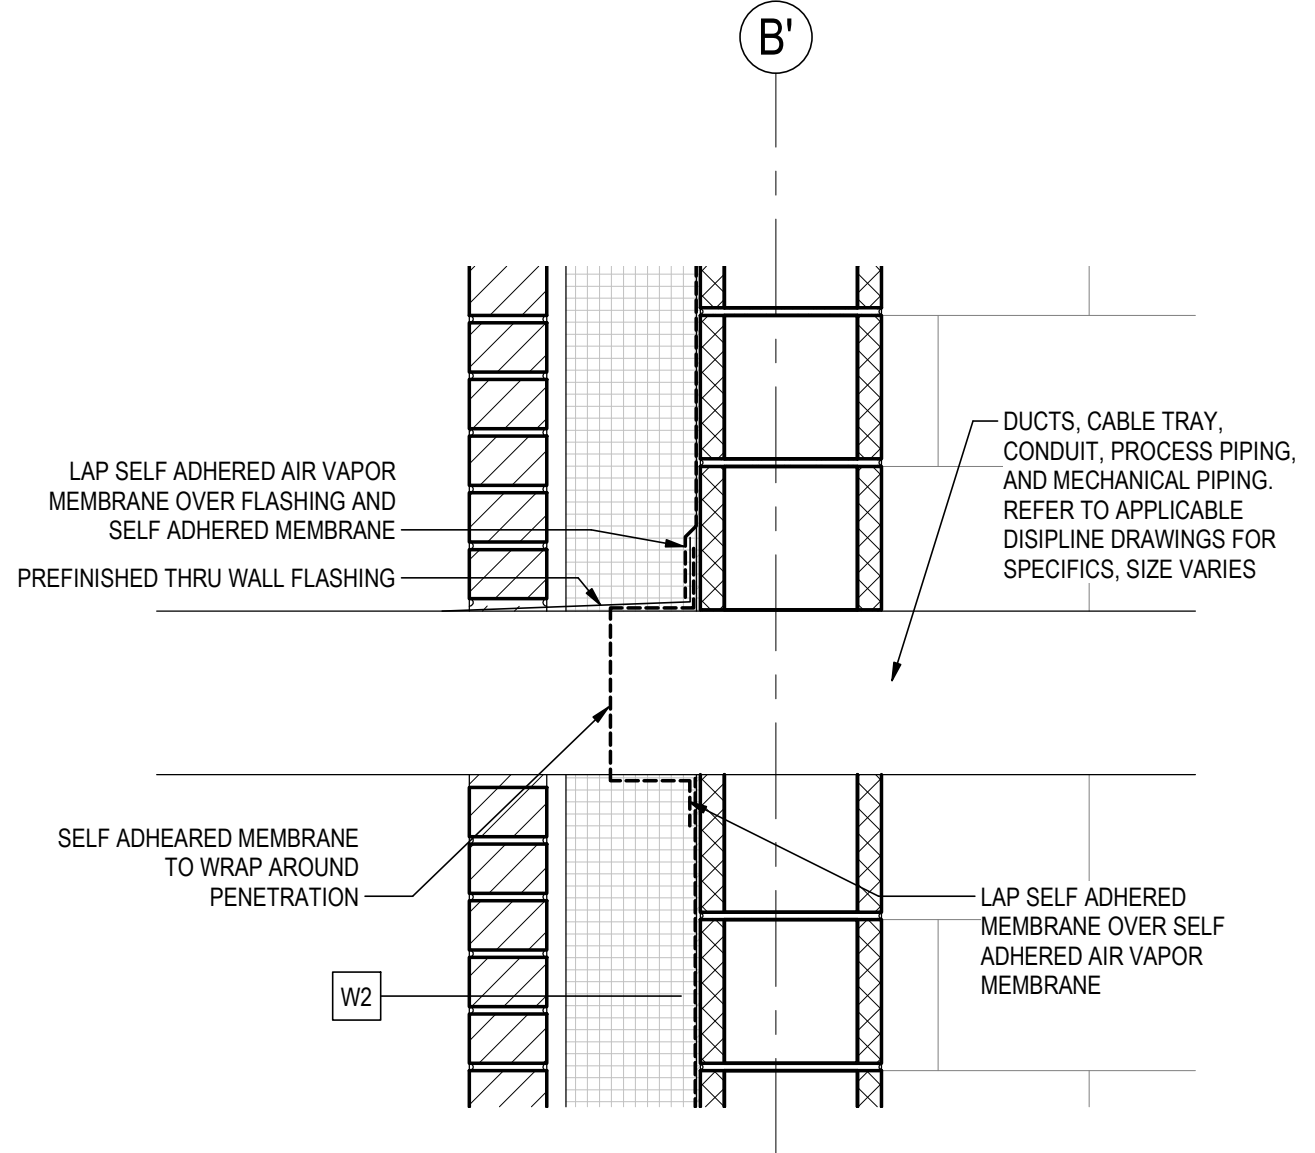 B'
LAP SELF ADHERED AIR VAPOR
MEMBRANE OVER FLASHING AND
SELF ADHERED MEMBRANE
PREFINISHED THRU WALL FLASHING
DUCTS, CABLE TRAY,
CONDUIT, PROCESS PIPING,
AND MECHANICAL PIPING.
REFER TO APPLICABLE
DISIPLINE DRAWINGS FOR
SPECIFICS, SIZE VARIES
SELF ADHEARED MEMBRANE
TO WRAP AROUND
PENETRATION
LAP SELF ADHERED
MEMBRANE OVER SELF
ADHERED AIR VAPOR
MEMBRANE
W2